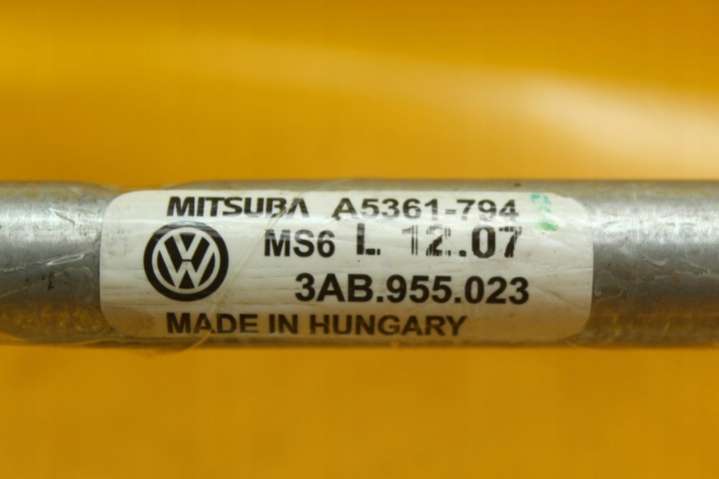 MITSUBA A5361-794
MS6 L 12.07
3AB.955.023
MADE IN HUNGARY